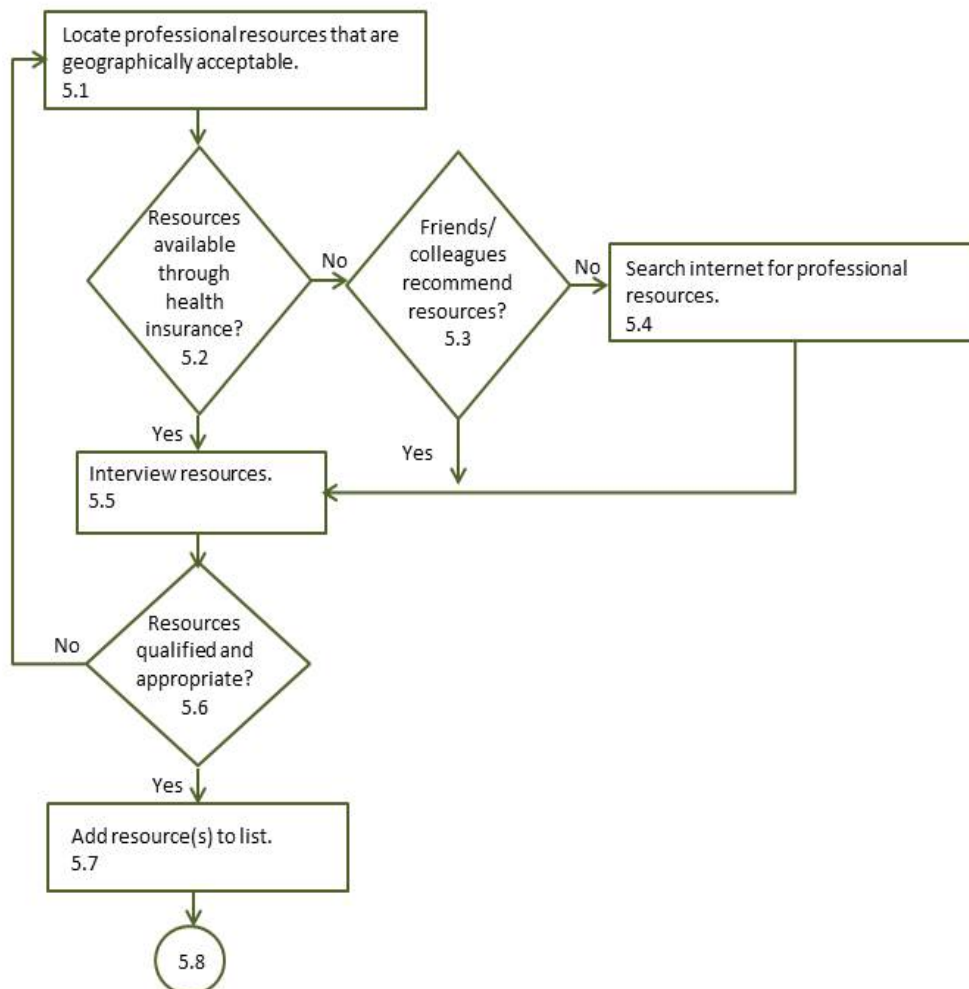 Locate professional resources that are
geographically acceptable.
5.1
Resources
available
through
health
insurance?
5.2
No
Friends/
colleagues
recommend
resources?
5.3
No
Search internet for professional
resources.
5.4
Yes
Yes
Interview resources.
5.5
Resources
qualified and
appropriate?
5.6
No
Yes
Add resource(s) to list.
5.7
5.8